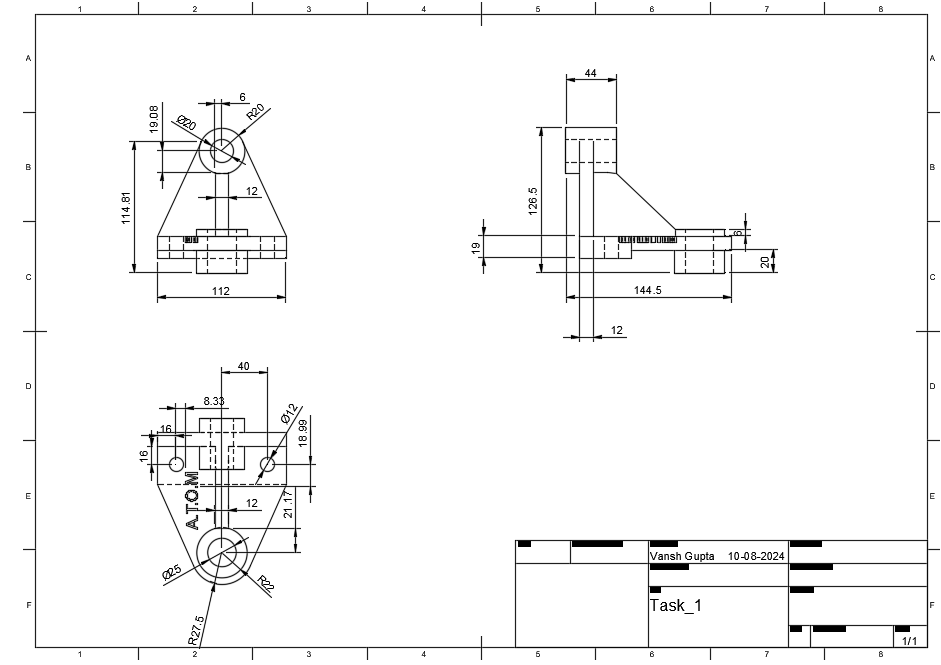 1 2 3 4 5 6 7 8
A A
B B
C C
D D
E E
F F
6
R20
Ø20
19.08
114.81
12
112
44
126.5
19
6
20
144.5
12
40
8.33
Ø12
16
16
18.99
A.T.O.M
12
21.17
Ø25
R27.5
Vansh Gupta 10-08-2024
Task_1
1/1
1 2 3 4 5 6 7 8